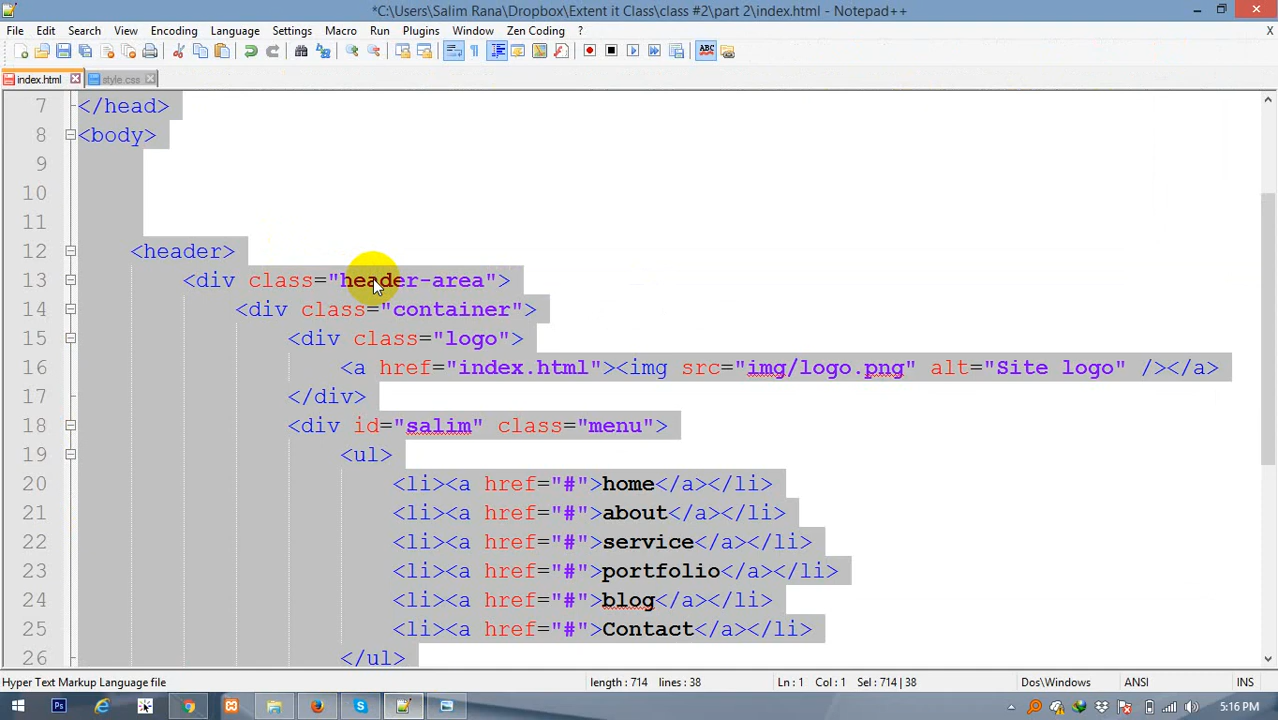 *C:\Users\Salim Rana\Dropbox\Extent it Class\class #2\part 2\index.html - Notepad++
File Edit Search View Encoding Language Settings Macro Run Plugins Window Zen Coding ? X
ABC
index.html style.css
7 </head>
8 <body>
9
10
11
12 <header>
13 <div class="header-area">
14 <div class="container">
15 <div class="logo">
16 <a href="index.html"><img src="img/logo.png" alt="Site logo" /></a>
17 </div>
18 <div id="salim" class="menu">
19 <ul>
20 <li><a href="#">home</a></li>
21 <li><a href="#">about</a></li>
22 <li><a href="#">service</a></li>
23 <li><a href="#">portfolio</a></li>
24 <li><a href="#">blog</a></li>
25 <li><a href="#">Contact</a></li>
26 </ul>
Hyper Text Markup Language file length : 714 lines : 38 Ln : 1 Col : 1 Sel : 714 | 38 Dos\Windows ANSI INS
Ps 5:16 PM